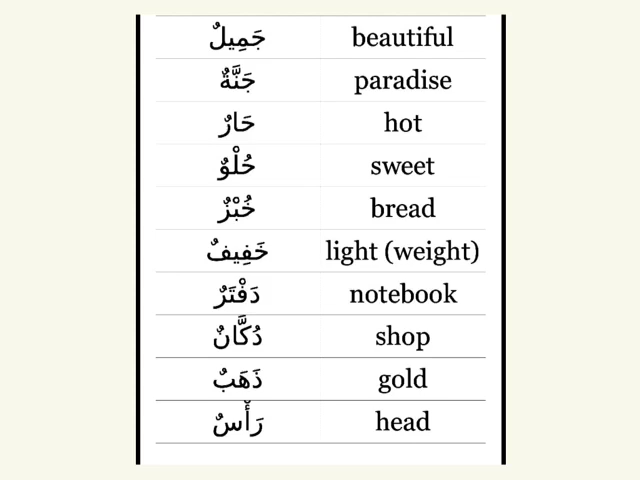 جَمِيلٌ beautiful
جَنَّةٌ paradise
حَارٌ hot
حُلْوٌ sweet
خُبْزٌ bread
خَفِيفٌ light (weight)
دَفْتَرٌ notebook
دُكَّانٌ shop
ذَهَبٌ gold
رَأْسٌ head